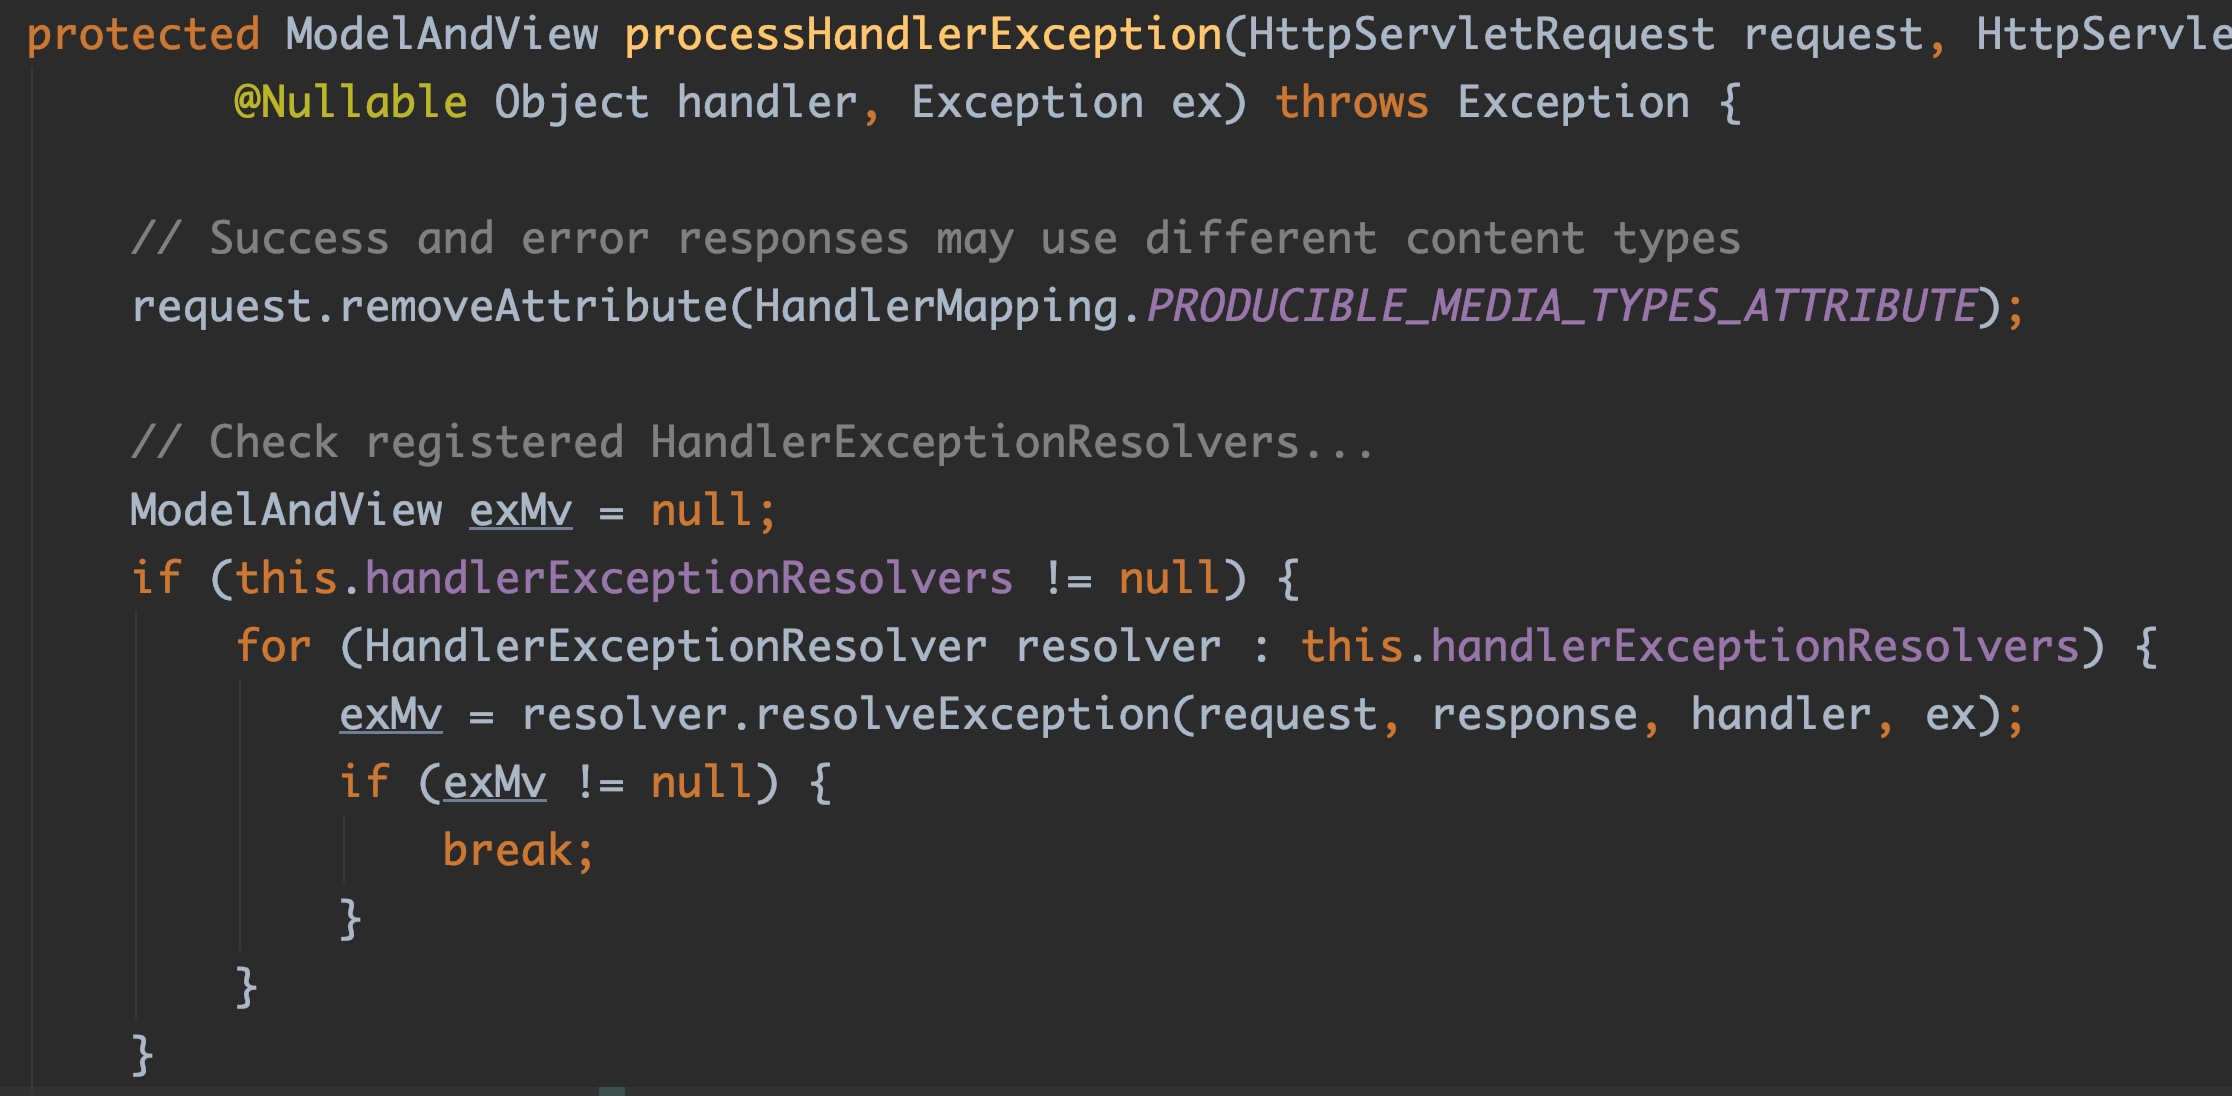 protected ModelAndView processHandlerException(HttpServletRequest request, HttpServle
@Nullable Object handler, Exception ex) throws Exception {
// Success and error responses may use different content types
request.removeAttribute(HandlerMapping.PRODUCIBLE_MEDIA_TYPES_ATTRIBUTE);
// Check registered HandlerExceptionResolvers...
ModelAndView exMv = null;
if (this.handlerExceptionResolvers != null) {
for (HandlerExceptionResolver resolver : this.handlerExceptionResolvers) {
exMv = resolver.resolveException(request, response, handler, ex);
if (exMv != null) {
break;
}
}
}